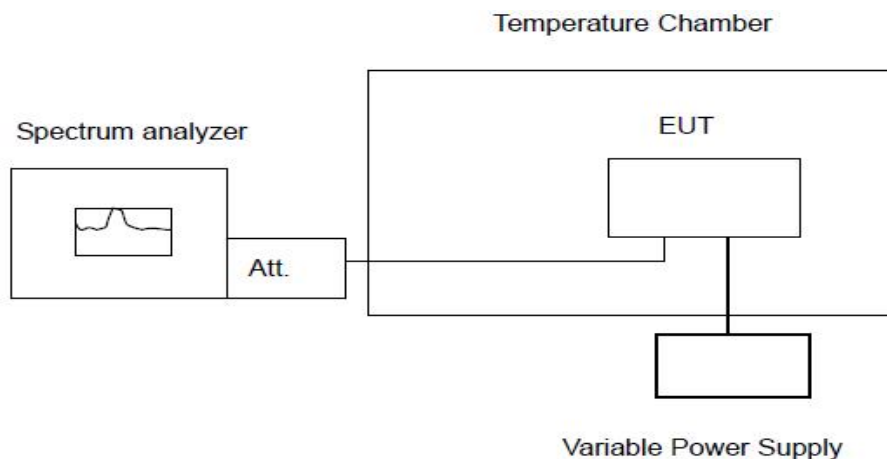 Temperature Chamber
Spectrum analyzer
EUT
Att.
Variable Power Supply